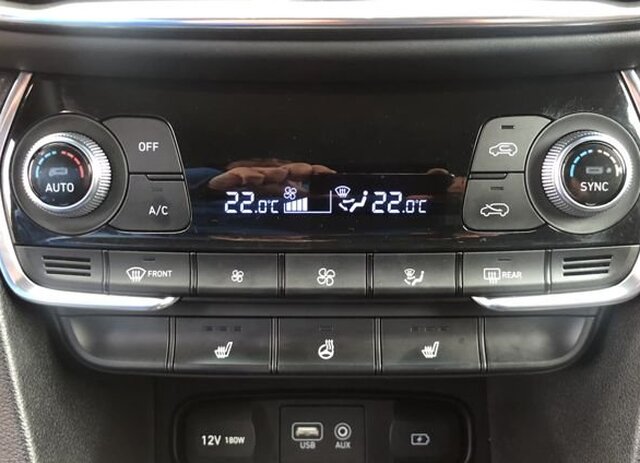 OFF
AUTO
A/C
22.0°C
22.0°C
SYNC
FRONT
REAR
12V 180W
USB
AUX